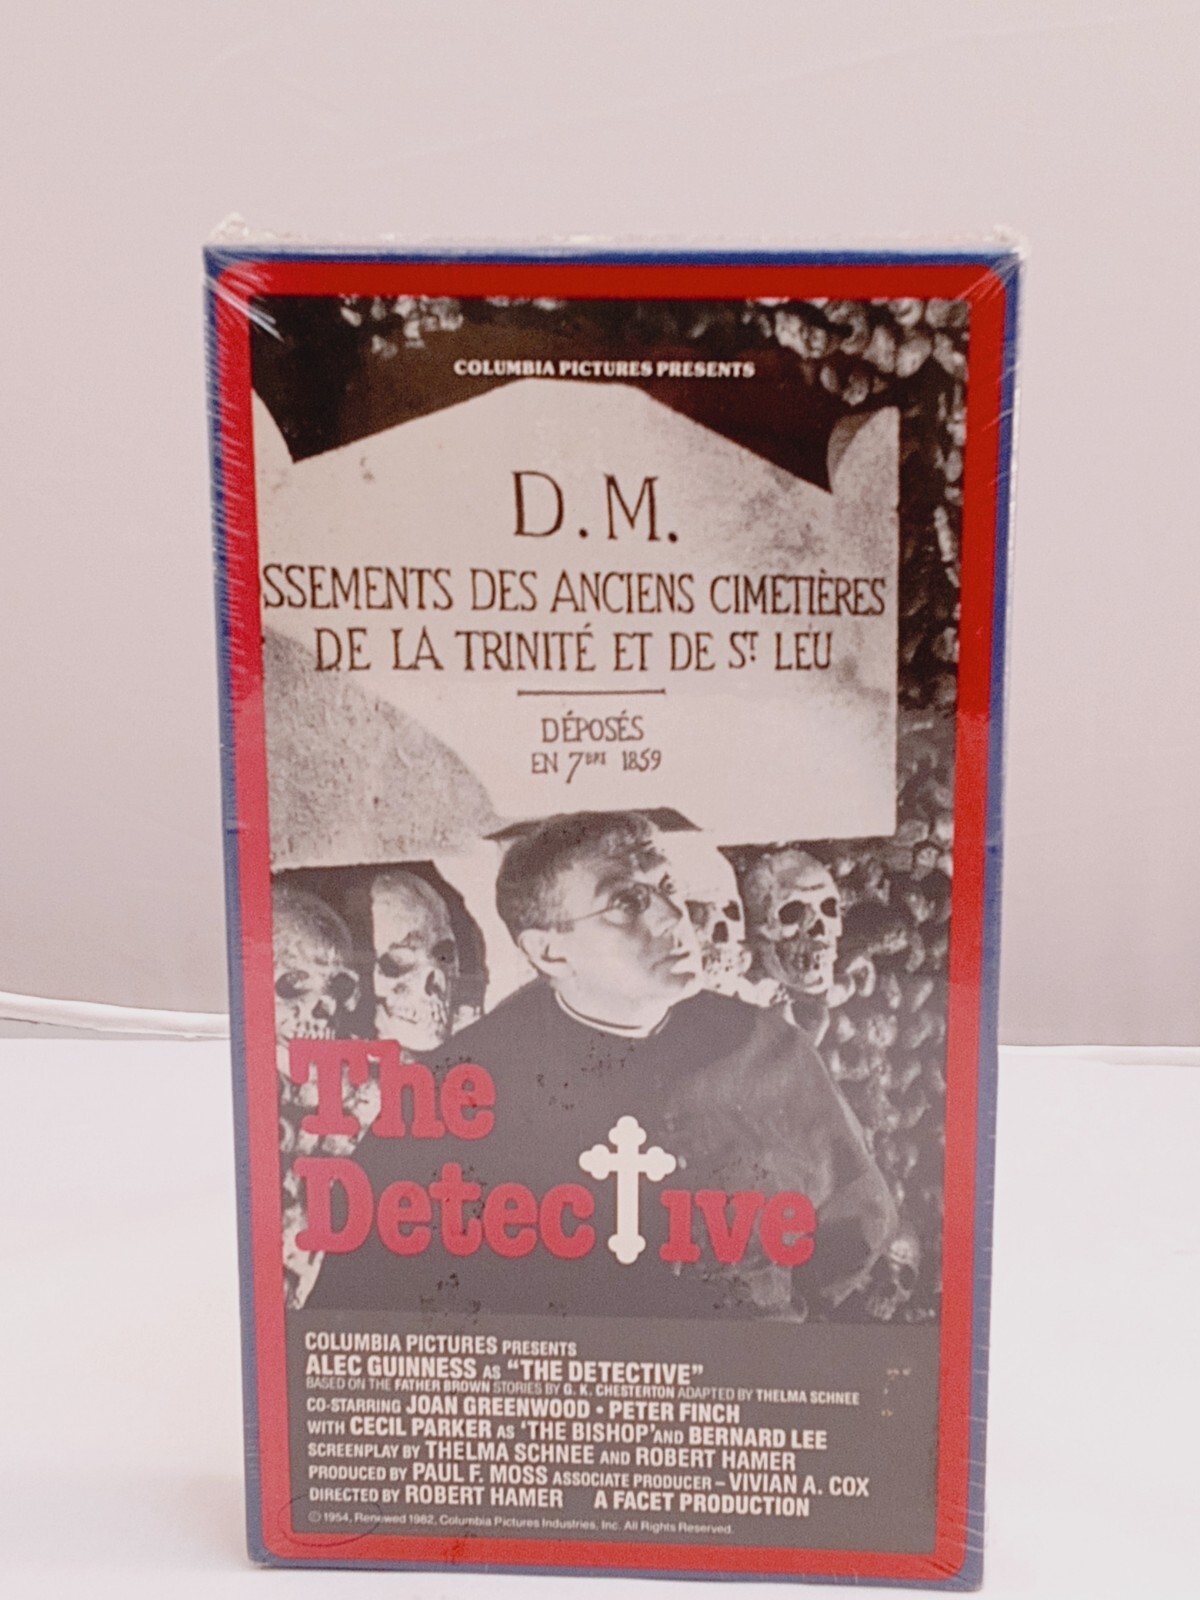 COLUMBIA PICTURES PRESENTS
D.M.
SSEMENTS DES ANCIENS CIMETIÈRES
DE LA TRINITÉ ET DE ST LEU
DÉPOSÉS
EN 7BRE 1859
The
Detective
COLUMBIA PICTURES PRESENTS
ALEC GUINNESS AS "THE DETECTIVE"
BASED ON THE FATHER BROWN STORIES BY G. K. CHESTERTON ADAPTED BY THELMA SCHNEE
CO-STARRING JOAN GREENWOOD • PETER FINCH
WITH CECIL PARKER AS 'THE BISHOP' AND BERNARD LEE
SCREENPLAY BY THELMA SCHNEE AND ROBERT HAMER
PRODUCED BY PAUL F. MOSS ASSOCIATE PRODUCER – VIVIAN A. COX
DIRECTED BY ROBERT HAMER A FACET PRODUCTION
© 1954, Renewed 1982, Columbia Pictures Industries, Inc. All Rights Reserved.